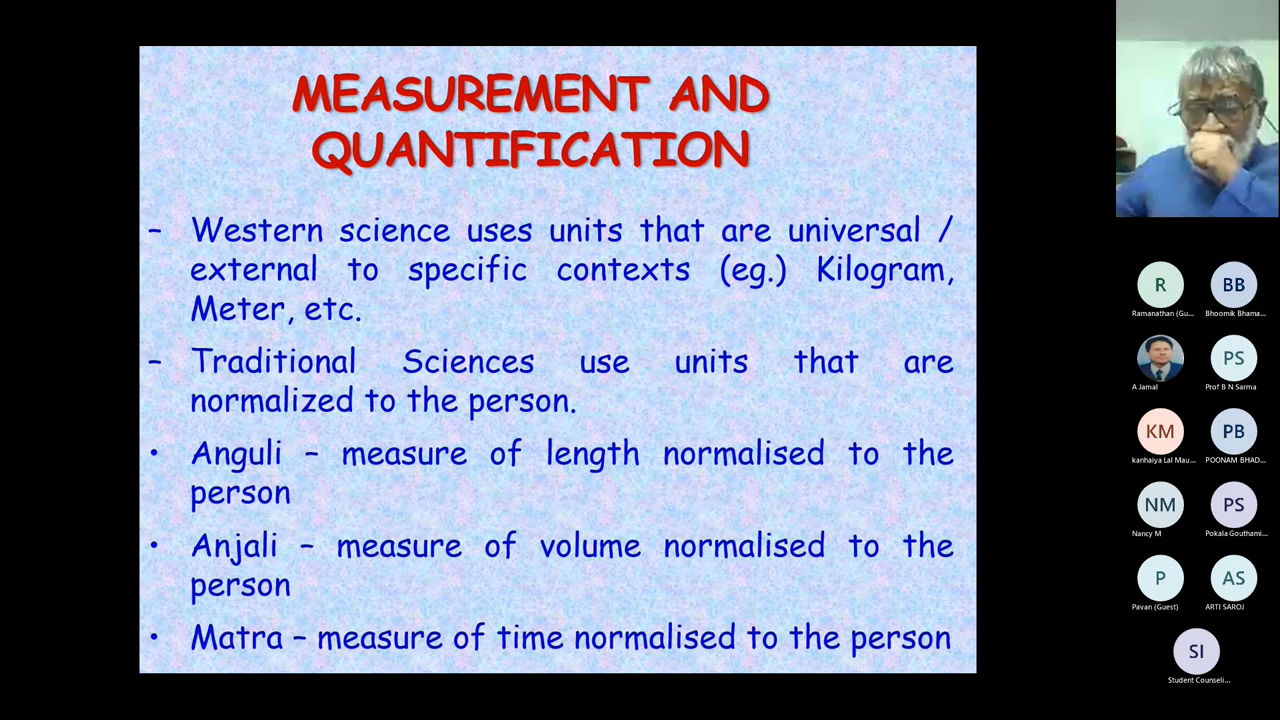 MEASUREMENT AND
QUANTIFICATION
– Western science uses units that are universal /
external to specific contexts (eg.) Kilogram,
Meter, etc.
– Traditional Sciences use units that are
normalized to the person.
• Anguli – measure of length normalised to the
person
• Anjali – measure of volume normalised to the
person
• Matra – measure of time normalised to the person
R
BB
Ramanathan (Gu...
Bhoomik Bhama...
PS
A Jamal
Prof B N Sarma
KM
PB
kanhaiya Lal Mau...
POONAM BHAD...
NM
PS
Nancy M
Pokala Gouthami...
P
AS
Pavan (Guest)
ARTI SAROJ
SI
Student Counseli...